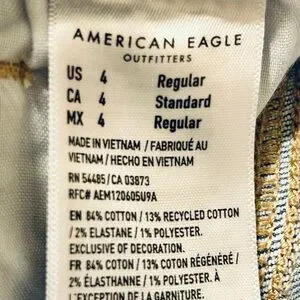 AMERICAN EAGLE
OUTFITTERS
US 4 Regular
CA 4 Standard
MX 4 Regular
MADE IN VIETNAM / FABRIQUÉ AU
VIETNAM / HECHO EN VIETNAM
RN 54485 / CA 03873
RFC# AEM120605U9A
EN 84% COTTON / 13% RECYCLED COTTON
/ 2% ELASTANE / 1% POLYESTER.
EXCLUSIVE OF DECORATION.
FR 84% COTON / 13% COTON RÉGÉNÉRÉ /
2% ÉLASTHANNE / 1% POLYESTER. À
L'EXCEPTION DE LA GARNITURE.